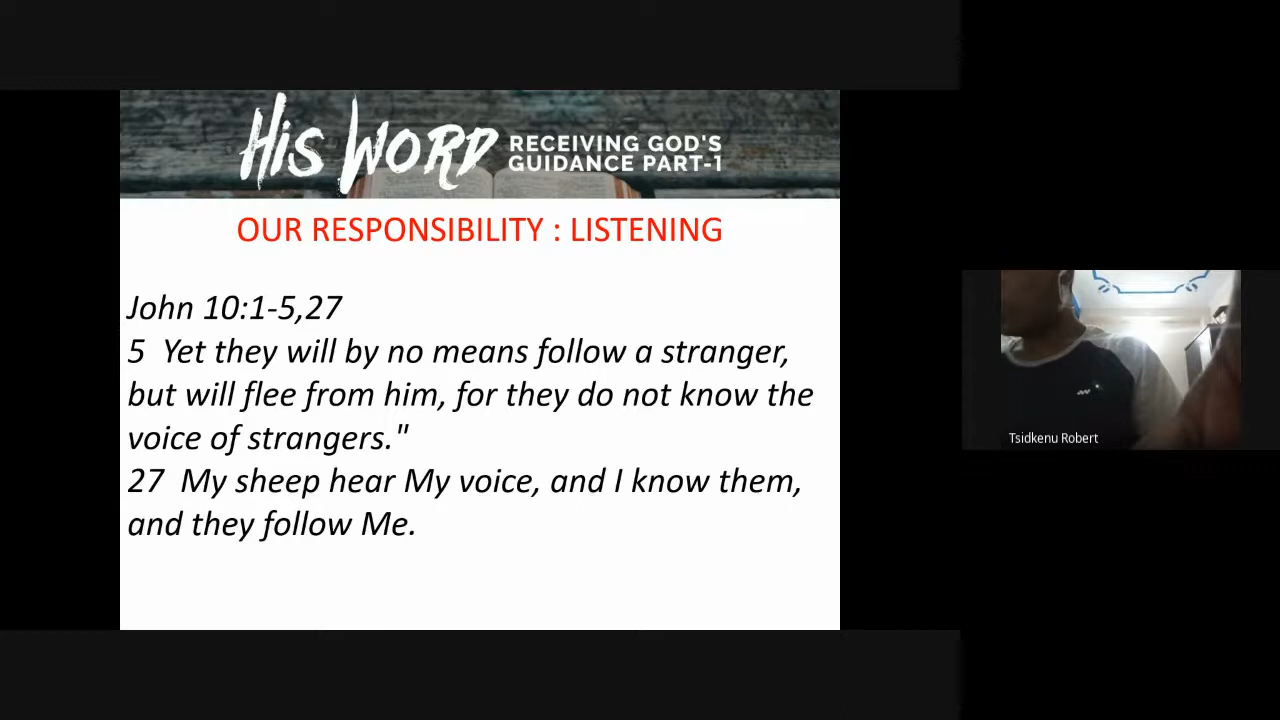 His Word
RECEIVING GOD'S
GUIDANCE PART-1
OUR RESPONSIBILITY : LISTENING
John 10:1-5,27
5  Yet they will by no means follow a stranger,
but will flee from him, for they do not know the
voice of strangers."
27  My sheep hear My voice, and I know them,
and they follow Me.
Tsidkenu Robert